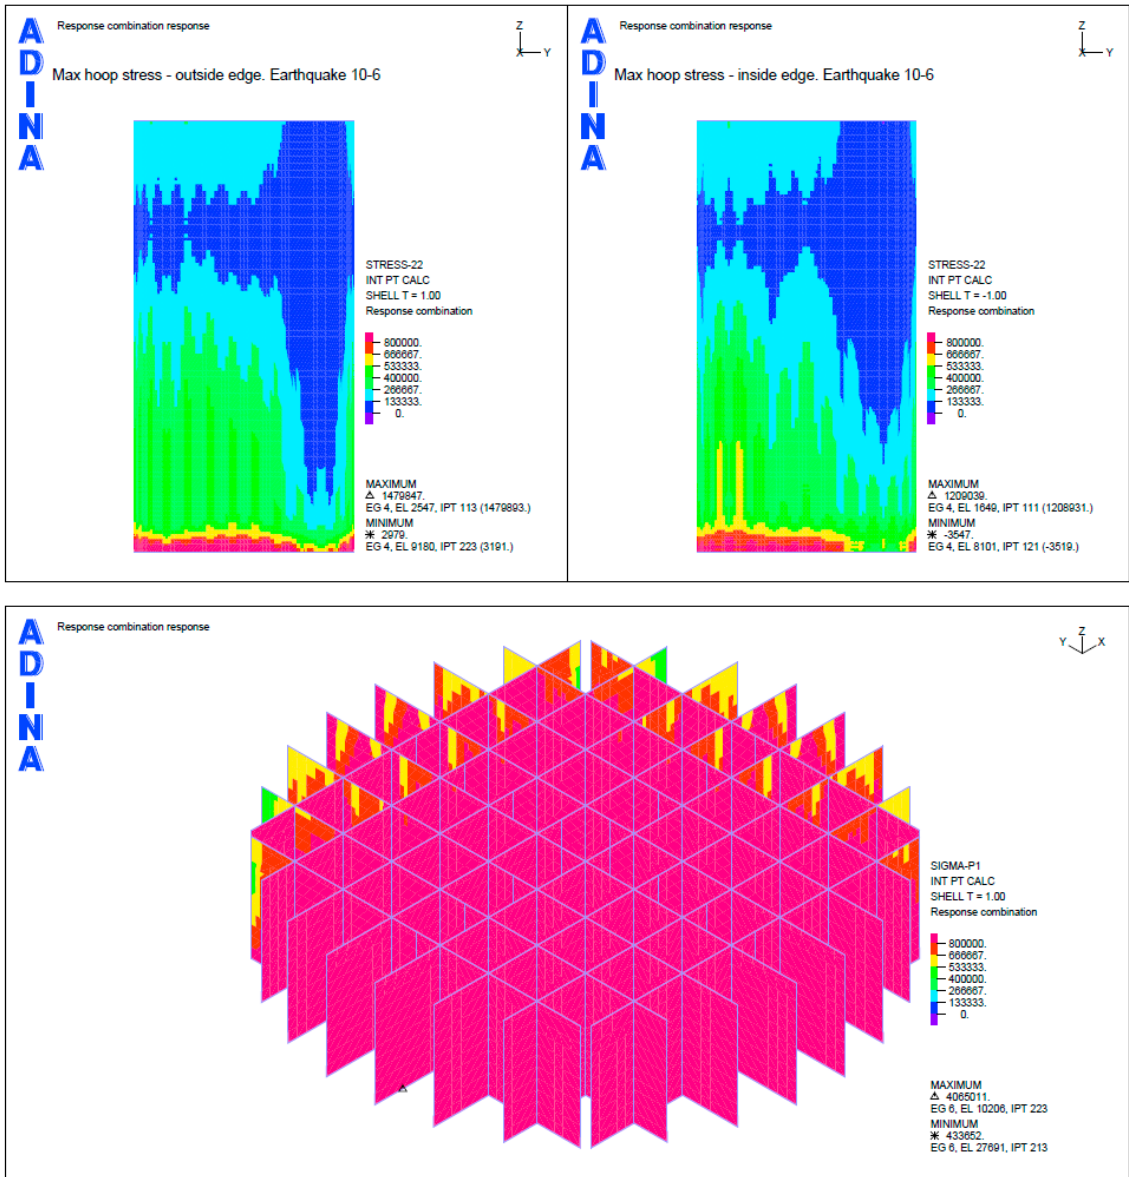 ADINA
Response combination response
Z
X Y
Max hoop stress - outside edge. Earthquake 10-6
STRESS-22
INT PT CALC
SHELL T = 1.00
Response combination
800000.
666667.
533333.
400000.
266667.
133333.
0.
MAXIMUM
△ 1479847.
EG 4, EL 2547, IPT 113 (1479893.)
MINIMUM
✳ 2979.
EG 4, EL 9180, IPT 223 (3191.)
ADINA
Response combination response
Z
X Y
Max hoop stress - inside edge. Earthquake 10-6
STRESS-22
INT PT CALC
SHELL T = -1.00
Response combination
800000.
666667.
533333.
400000.
266667.
133333.
0.
MAXIMUM
△ 1209039.
EG 4, EL 1649, IPT 111 (1208931.)
MINIMUM
✳ -3547.
EG 4, EL 8101, IPT 121 (-3519.)
ADINA
Response combination response
Z
Y X
SIGMA-P1
INT PT CALC
SHELL T = 1.00
Response combination
800000.
666667.
533333.
400000.
266667.
133333.
0.
MAXIMUM
△ 4065011.
EG 6, EL 10206, IPT 223
MINIMUM
✳ 433652.
EG 6, EL 27691, IPT 213